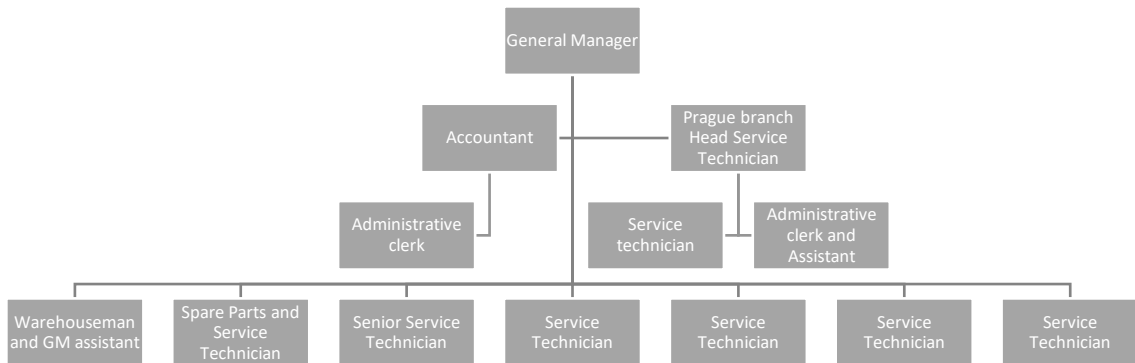 General Manager
Accountant
Prague branch
Head Service
Technician
Administrative
clerk
Service
technician
Administrative
clerk and
Assistant
Warehouseman
and GM assistant
Spare Parts and
Service
Technician
Senior Service
Technician
Service
Technician
Service
Technician
Service
Technician
Service
Technician